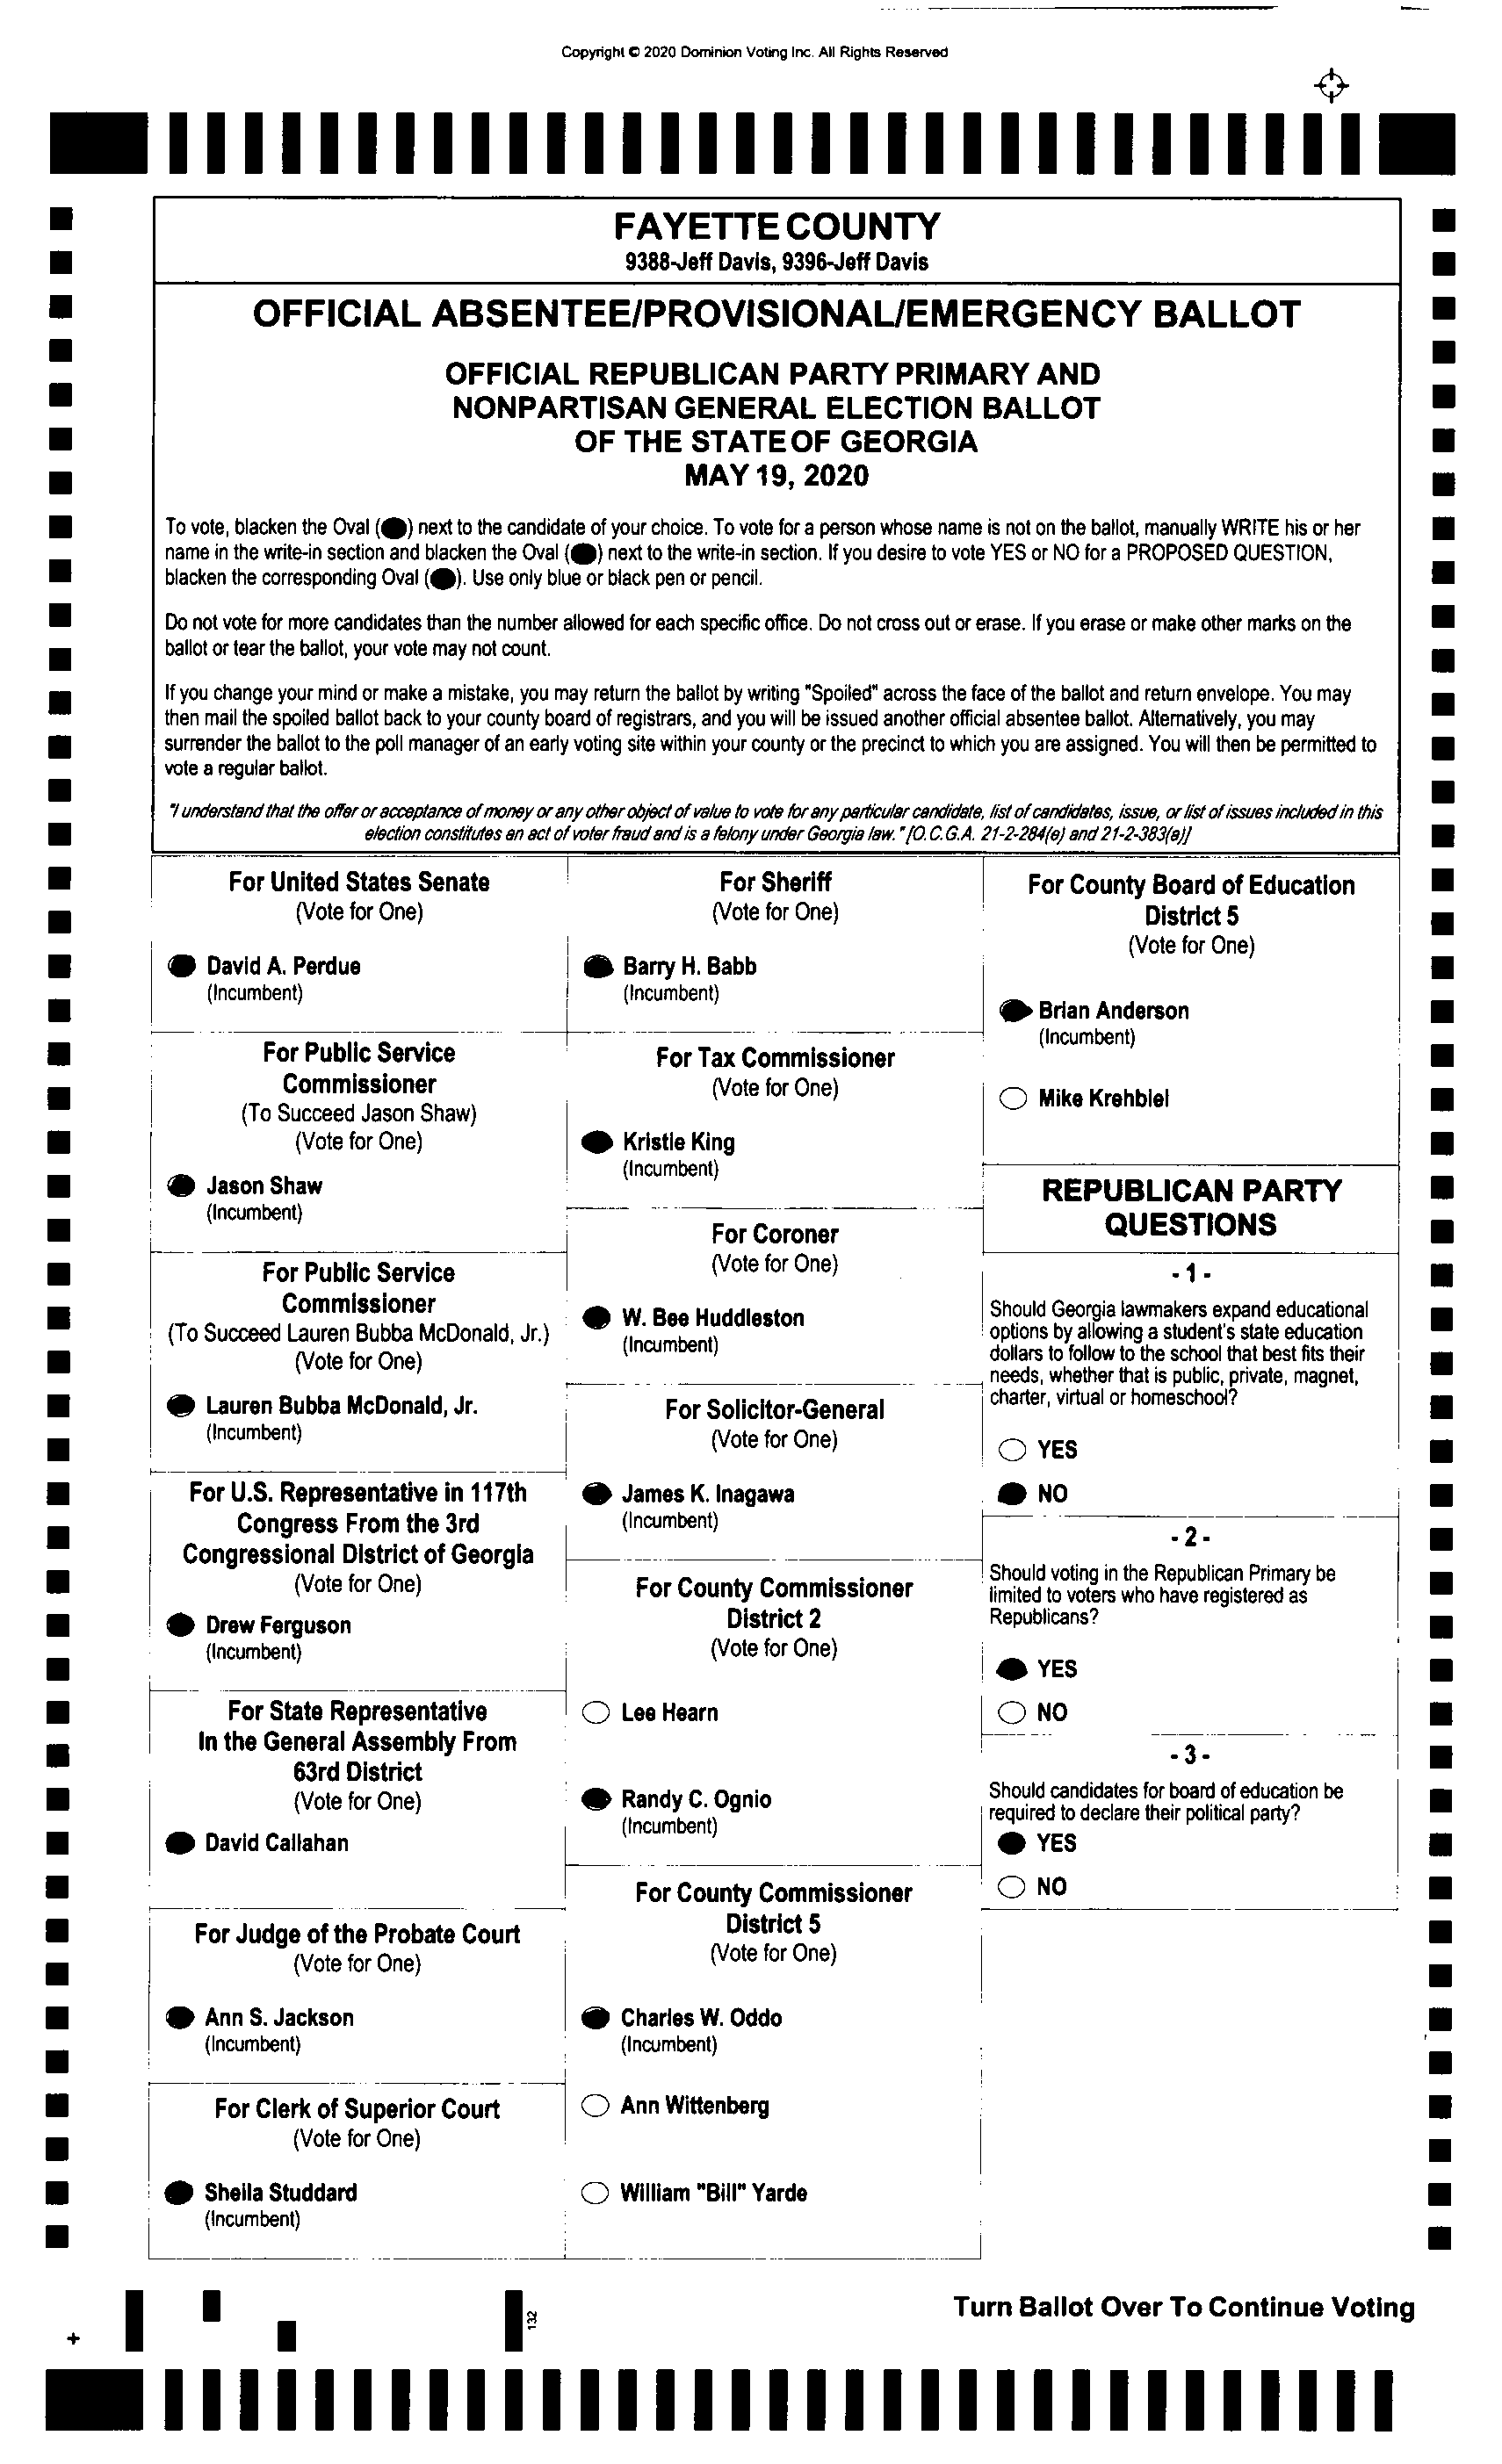 Copyright © 2020 Dominion Voting Inc. All Rights Reserved
FAYETTE COUNTY
9388-Jeff Davis, 9396-Jeff Davis
OFFICIAL ABSENTEE/PROVISIONAL/EMERGENCY BALLOT
OFFICIAL REPUBLICAN PARTY PRIMARY AND
NONPARTISAN GENERAL ELECTION BALLOT
OF THE STATE OF GEORGIA
MAY 19, 2020
To vote, blacken the Oval () next to the candidate of your choice. To vote for a person whose name is not on the ballot, manually WRITE his or her
name in the write-in section and blacken the Oval () next to the write-in section. If you desire to vote YES or NO for a PROPOSED QUESTION,
blacken the corresponding Oval (). Use only blue or black pen or pencil.
Do not vote for more candidates than the number allowed for each specific office. Do not cross out or erase. If you erase or make other marks on the
ballot or tear the ballot, your vote may not count.
If you change your mind or make a mistake, you may return the ballot by writing "Spoiled" across the face of the ballot and return envelope. You may
then mail the spoiled ballot back to your county board of registrars, and you will be issued another official absentee ballot. Alternatively, you may
surrender the ballot to the poll manager of an early voting site within your county or the precinct to which you are assigned. You will then be permitted to
vote a regular ballot.
"I understand that the offer or acceptance of money or any other object of value to vote for any particular candidate, list of candidates, issue, or list of issues included in this
election constitutes an act of voter fraud and is a felony under Georgia law." [O.C.G.A. 21-2-284(e) and 21-2-383(a)]
For United States Senate
(Vote for One)
David A. Perdue
(Incumbent)
For Public Service
Commissioner
(To Succeed Jason Shaw)
(Vote for One)
Jason Shaw
(Incumbent)
For Public Service
Commissioner
(To Succeed Lauren Bubba McDonald, Jr.)
(Vote for One)
Lauren Bubba McDonald, Jr.
(Incumbent)
For U.S. Representative in 117th
Congress From the 3rd
Congressional District of Georgia
(Vote for One)
Drew Ferguson
(Incumbent)
For State Representative
In the General Assembly From
63rd District
(Vote for One)
David Callahan
For Judge of the Probate Court
(Vote for One)
Ann S. Jackson
(Incumbent)
For Clerk of Superior Court
(Vote for One)
Sheila Studdard
(Incumbent)
For Sheriff
(Vote for One)
Barry H. Babb
(Incumbent)
For Tax Commissioner
(Vote for One)
Kristie King
(Incumbent)
For Coroner
(Vote for One)
W. Bee Huddleston
(Incumbent)
For Solicitor-General
(Vote for One)
James K. Inagawa
(Incumbent)
For County Commissioner
District 2
(Vote for One)
Lee Hearn
Randy C. Ognio
(Incumbent)
For County Commissioner
District 5
(Vote for One)
Charles W. Oddo
(Incumbent)
Ann Wittenberg
William "Bill" Yarde
For County Board of Education
District 5
(Vote for One)
Brian Anderson
(Incumbent)
Mike Krehbiel
REPUBLICAN PARTY
QUESTIONS
- 1 -
Should Georgia lawmakers expand educational
options by allowing a student's state education
dollars to follow to the school that best fits their
needs, whether that is public, private, magnet,
charter, virtual or homeschool?
YES
NO
- 2 -
Should voting in the Republican Primary be
limited to voters who have registered as
Republicans?
YES
NO
- 3 -
Should candidates for board of education be
required to declare their political party?
YES
NO
132
Turn Ballot Over To Continue Voting